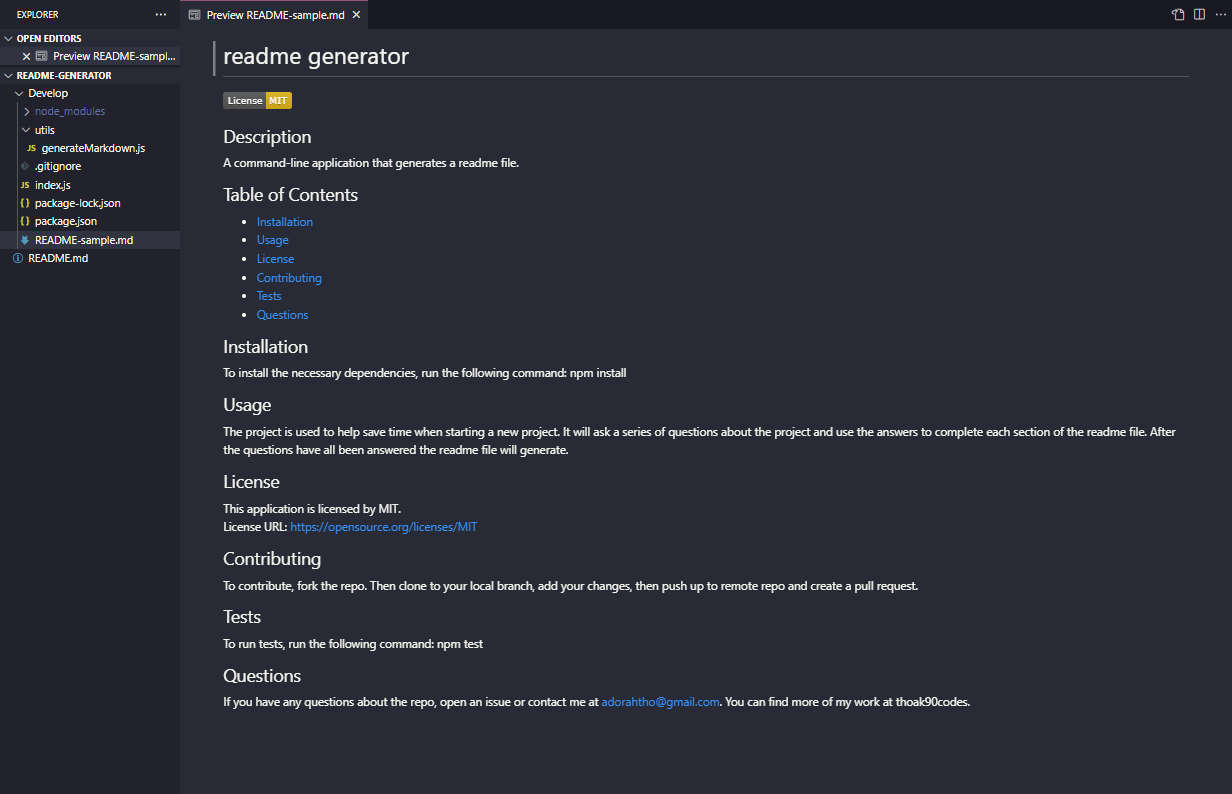 EXPLORER
OPEN EDITORS
Preview README-sampl...
README-GENERATOR
Develop
node_modules
utils
JS generateMarkdown.js
.gitignore
JS index.js
{} package-lock.json
{} package.json
README-sample.md
README.md
Preview README-sample.md
readme generator
License MIT
Description
A command-line application that generates a readme file.
Table of Contents
• Installation
• Usage
• License
• Contributing
• Tests
• Questions
Installation
To install the necessary dependencies, run the following command: npm install
Usage
The project is used to help save time when starting a new project. It will ask a series of questions about the project and use the answers to complete each section of the readme file. After
the questions have all been answered the readme file will generate.
License
This application is licensed by MIT.
License URL: https://opensource.org/licenses/MIT
Contributing
To contribute, fork the repo. Then clone to your local branch, add your changes, then push up to remote repo and create a pull request.
Tests
To run tests, run the following command: npm test
Questions
If you have any questions about the repo, open an issue or contact me at adorahtho@gmail.com. You can find more of my work at thoak90codes.